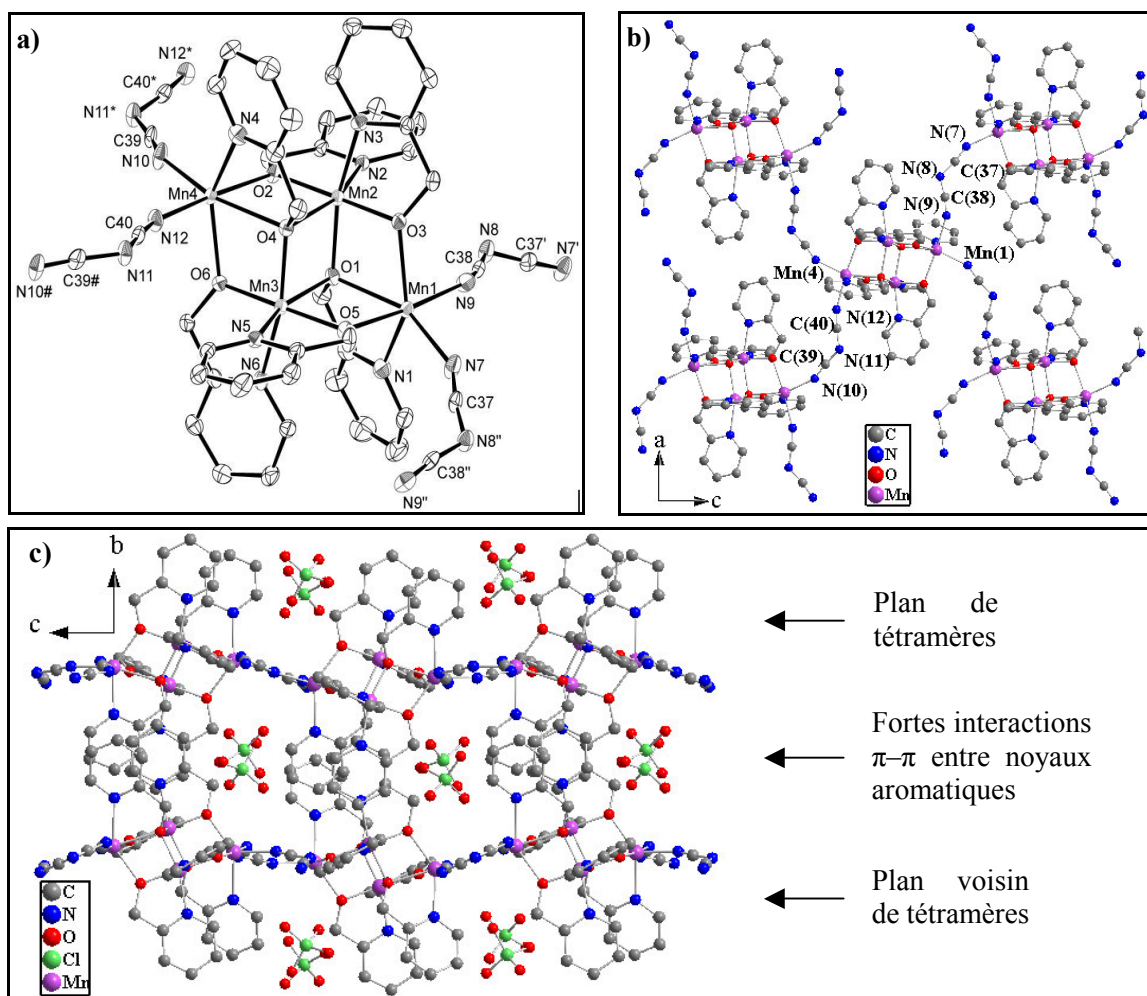 a)
N12*
C40*
N11*
C39
N10
N4
N3
N2
Mn4
O2
Mn2
C40
N12
O4
O3
N8
C37'
N10#
C39#
N11
O6
O1
C38
N7'
Mn3
Mn1
N9
O5
N5
N7
N6
N1
C37
N8"
C38"
N9"
b)
N(7)
N(8)
C(37)
C(38)
N(9)
Mn(1)
Mn(4)
N(12)
C(40)
C(39)
N(11)
N(10)
a
c
C
N
O
Mn
c)
b
c
C
N
O
Cl
Mn
Plan de
tétramères
Fortes interactions
π–π entre noyaux
aromatiques
Plan voisin
de tétramères